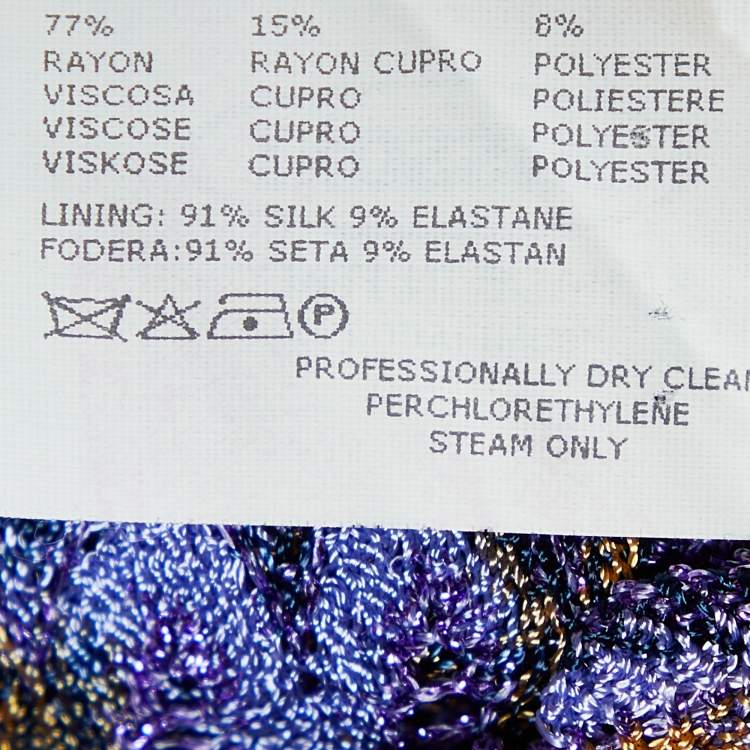 77% 15% 8%
RAYON RAYON CUPRO POLYESTER
VISCOSA CUPRO POLIESTERE
VISCOSE CUPRO POLYESTER
VISKOSE CUPRO POLYESTER
LINING: 91% SILK 9% ELASTANE
FODERA:91% SETA 9% ELASTAN
P
PROFESSIONALLY DRY CLEAN
PERCHLORETHYLENE
STEAM ONLY